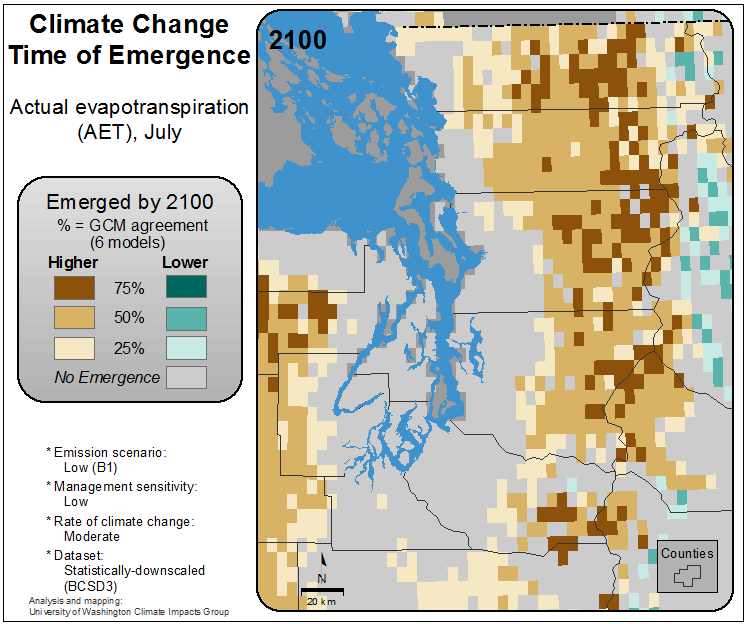 Climate Change
Time of Emergence
Actual evapotranspiration
(AET), July
Emerged by 2100
% = GCM agreement
(6 models)
Higher Lower
75%
50%
25%
No Emergence
* Emission scenario:
Low (B1)
* Management sensitivity:
Low
* Rate of climate change:
Moderate
* Dataset:
Statistically-downscaled
(BCSD3)
Analysis and mapping:
University of Washington Climate Impacts Group
2100
N
20 km
Counties